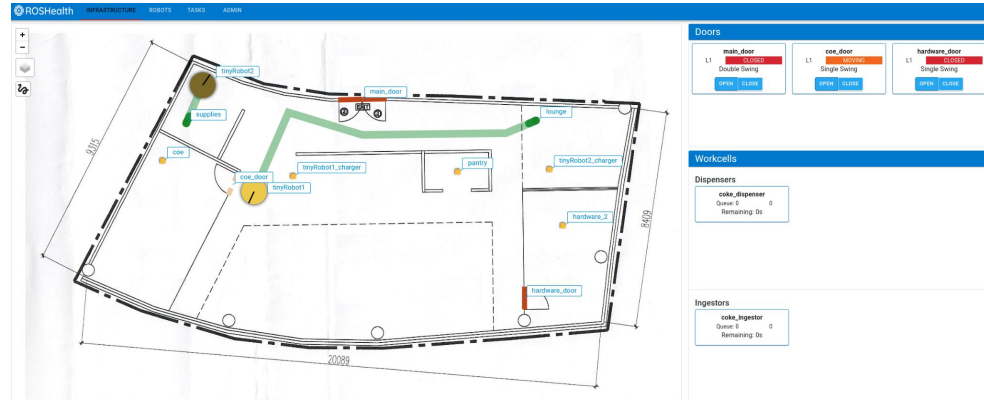 ROSHealth INFRASTRUCTURE ROBOTS TASKS ADMIN
+
−
tinyRobot2
main_door
EXIT
supplies
lounge
9315
coe
tinyRobot1_charger
pantry
tinyRobot2_charger
coe_door
tinyRobot1
hardware_2
8409
hardware_door
20089
Doors
main_door
L1 CLOSED
Double Swing
OPEN CLOSE
coe_door
L1 MOVING
Single Swing
OPEN CLOSE
hardware_door
L1 CLOSED
Single Swing
OPEN CLOSE
Workcells
Dispensers
coke_dispenser
Queue: 0 0
Remaining: 0s
Ingestors
coke_ingestor
Queue: 0 0
Remaining: 0s